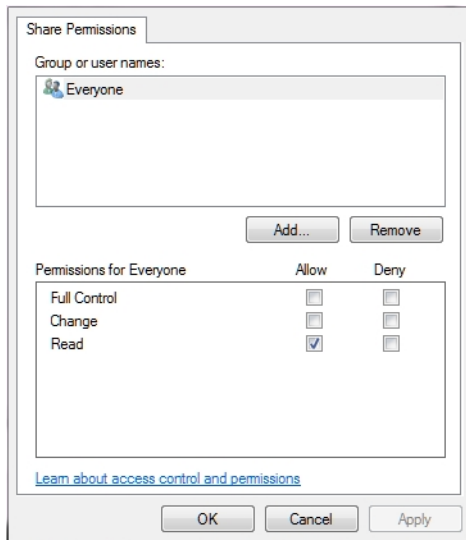 Share Permissions
Group or user names:
Everyone
Add... Remove
Permissions for Everyone Allow Deny
Full Control
Change
Read
Learn about access control and permissions
OK Cancel Apply